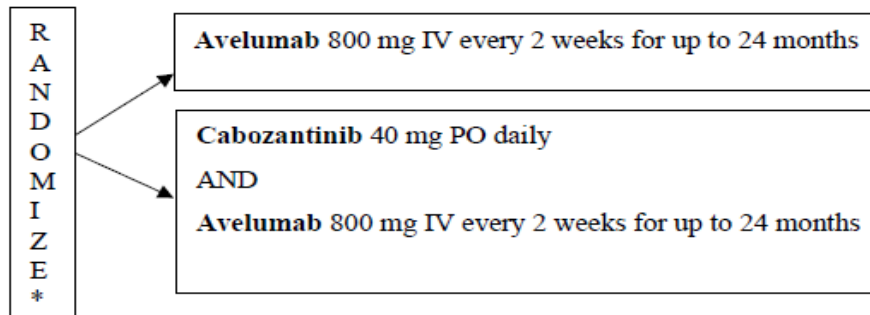 R
A
N
D
O
M
I
Z
E
*
Avelumab 800 mg IV every 2 weeks for up to 24 months
Cabozantinib 40 mg PO daily
AND
Avelumab 800 mg IV every 2 weeks for up to 24 months